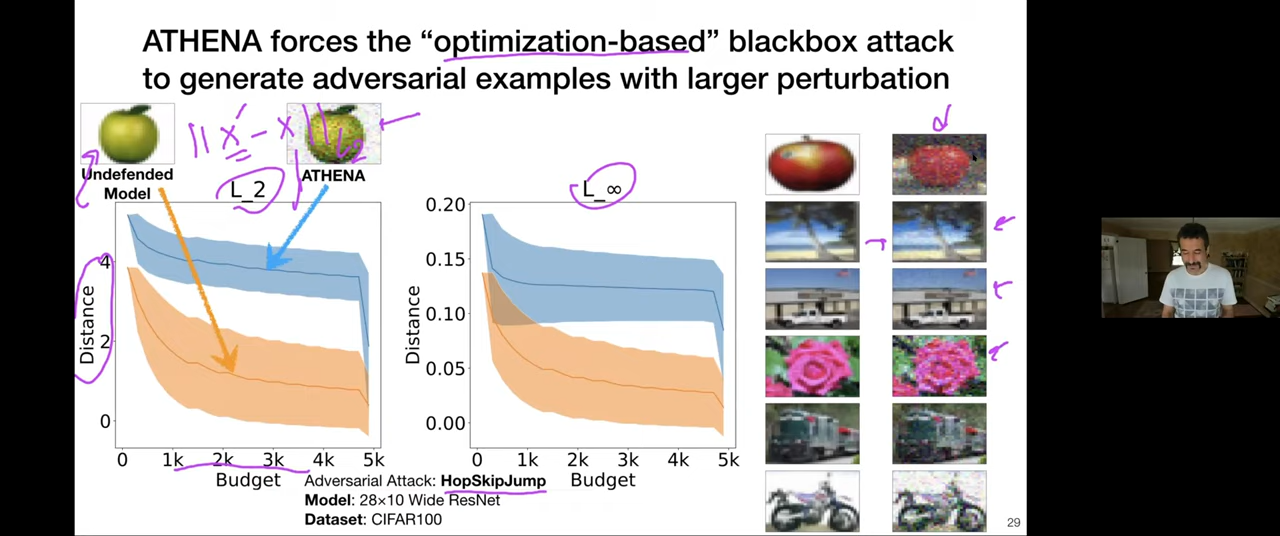 ATHENA forces the “optimization-based” blackbox attack
to generate adversarial examples with larger perturbation
|| x' - x || L2
Undefended
Model
ATHENA
L_2
L_∞
Distance
4
2
0
0 1k 2k 3k 4k 5k
Budget
Distance
0.20
0.15
0.10
0.05
0.00
0 1k 2k 3k 4k 5k
Budget
Adversarial Attack: HopSkipJump
Model: 28×10 Wide ResNet
Dataset: CIFAR100
29